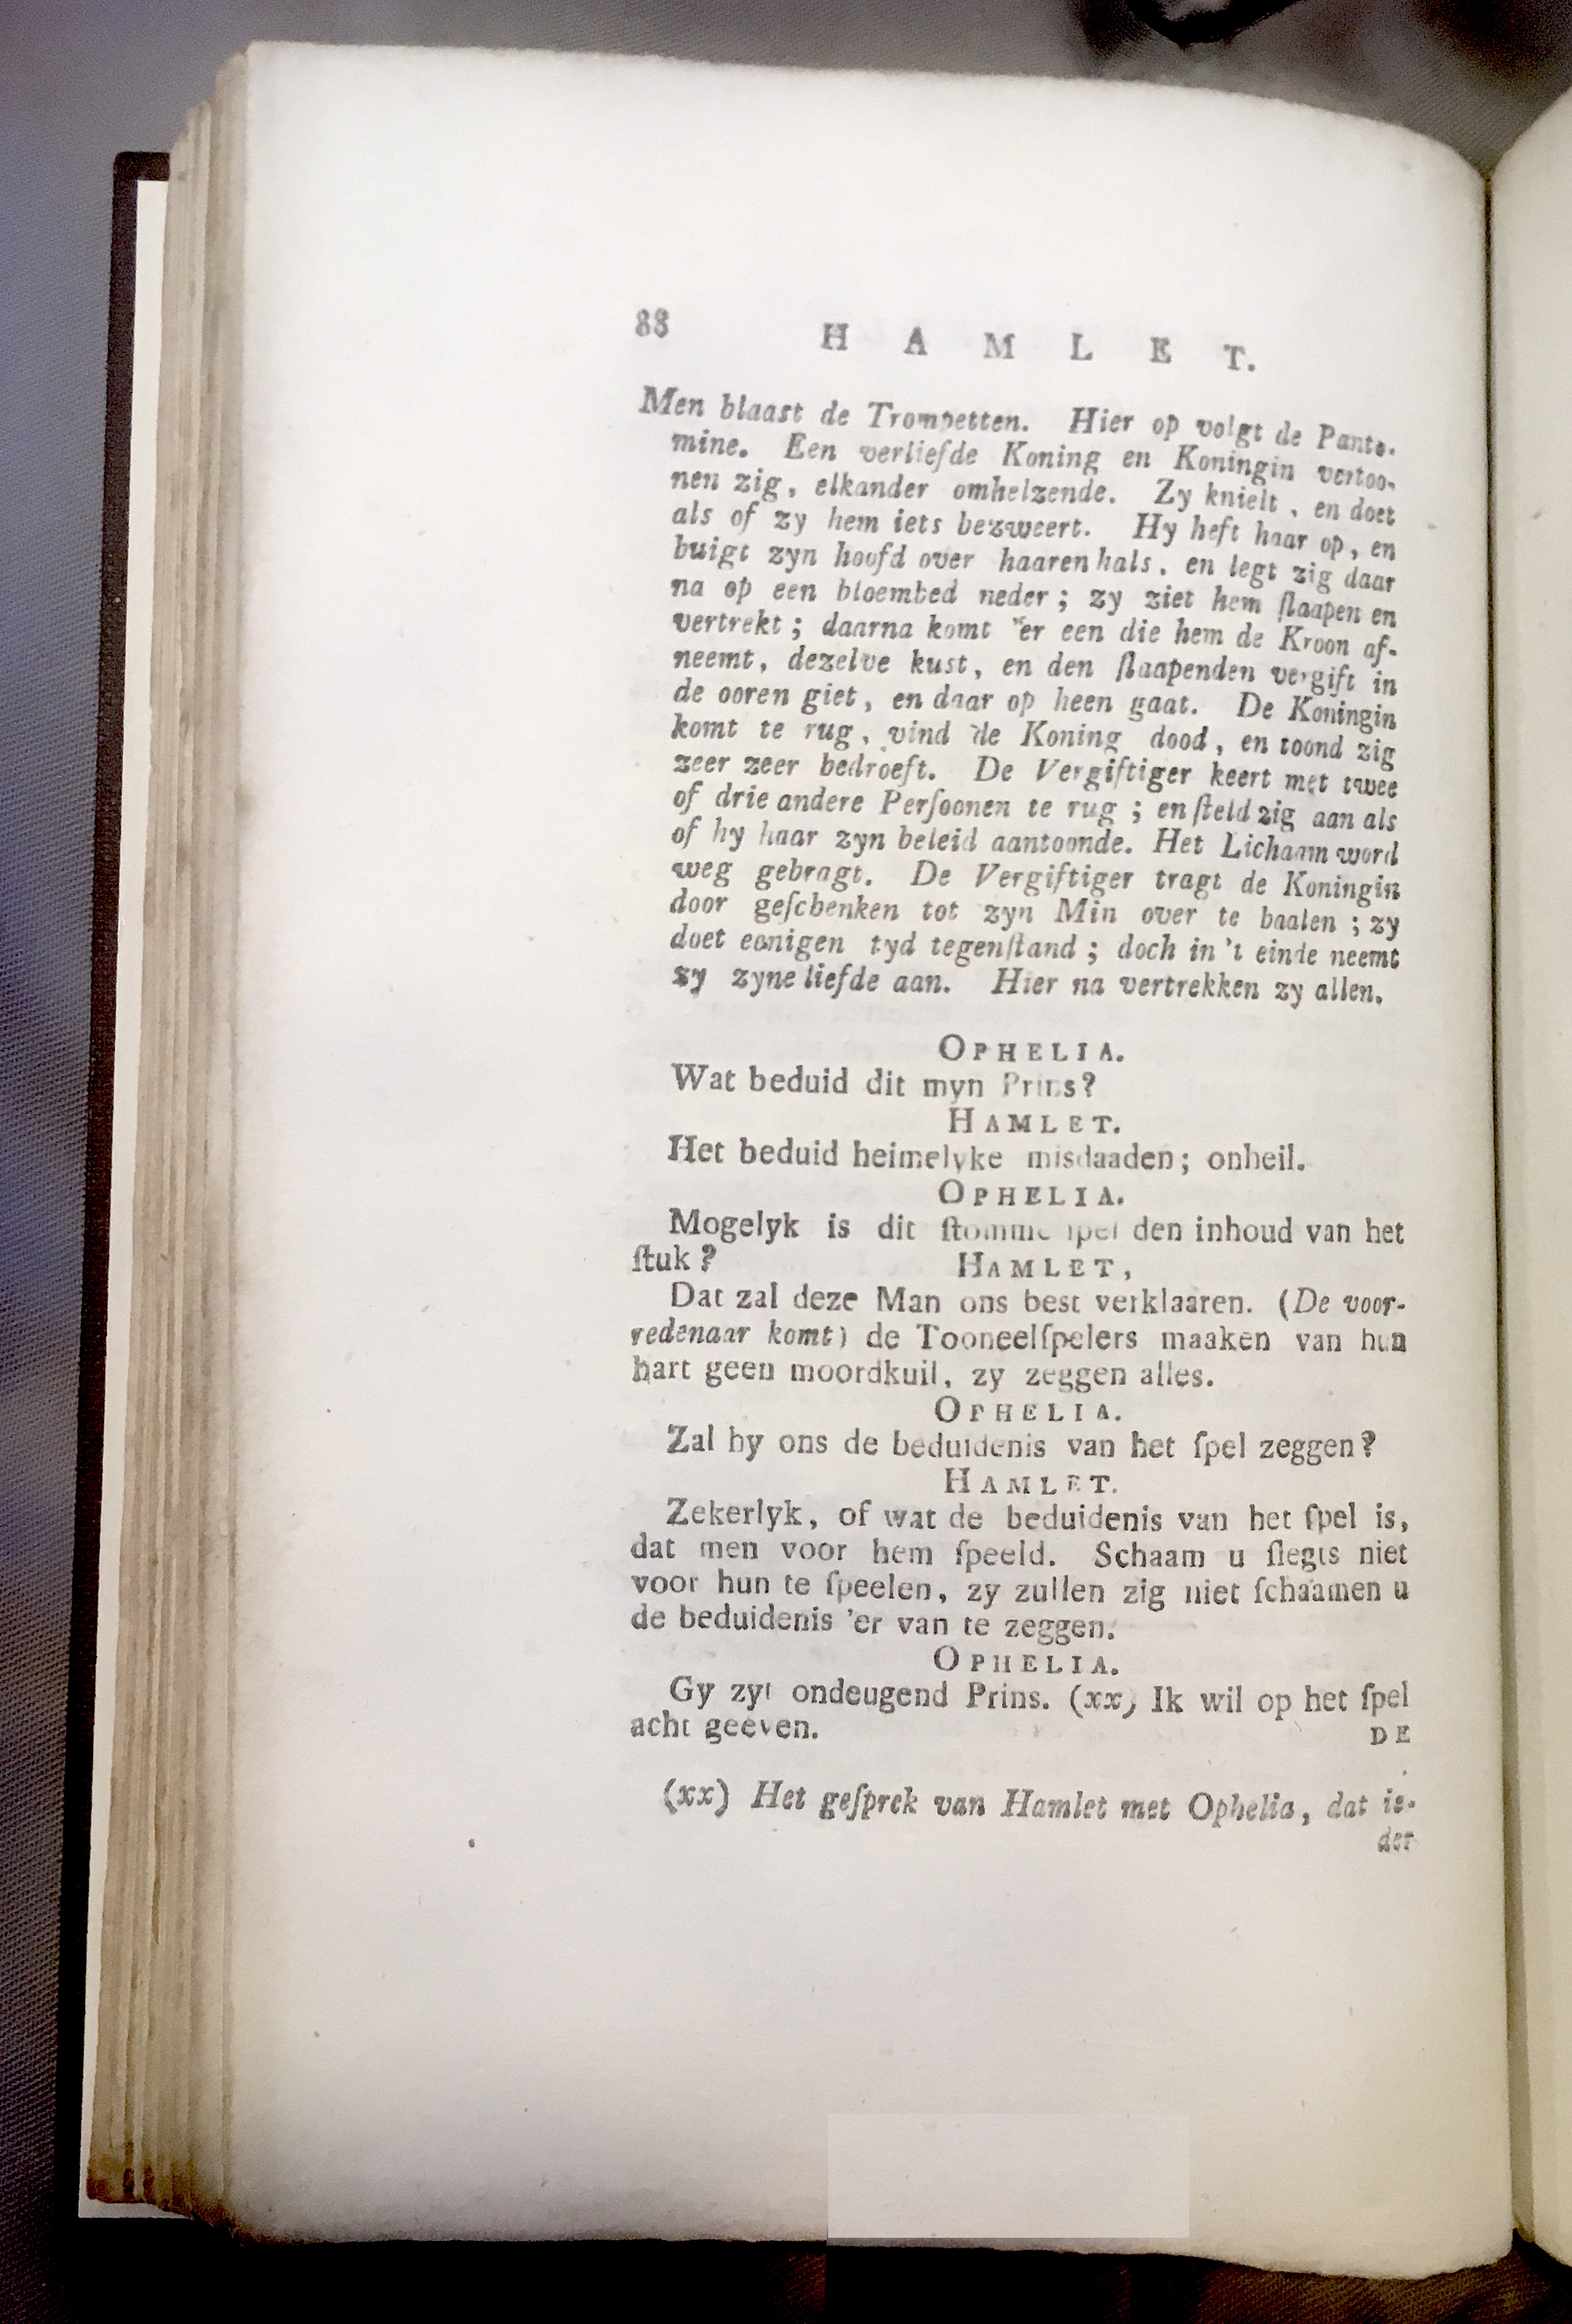 88
H A M L E T.
Men blaast de Trompetten. Hier op volgt de Panto-
mine. Een verliefde Koning en Koningin vertoo-
nen zig, elkander omhelzende. Zy knielt, en doet
als of zy hem iets bezweert. Hy heft haar op, en
buigt zyn hoofd over haaren hals, en legt zig daar
na op een bloembed neder; zy ziet hem ſlaapen en
vertrekt; daarna komt 'er een die hem de Kroon af-
neemt, dezelve kust, en den ſlaapenden vergift in
de ooren giet, en daar op heen gaat. De Koningin
komt te rug, vind de Koning dood, en toond zig
zeer zeer bedroeft. De Vergiftiger keert met twee
of drie andere Perſoonen te rug; en ſteld zig aan als
of hy haar zyn beleid aantoonde. Het Lichaam word
weg gebragt. De Vergiftiger tragt de Koningin
door geſchenken tot zyn Min over te haalen; zy
doet eenigen tyd tegenſtand; doch in 't einde neemt
zy zyne liefde aan. Hier na vertrekken zy allen.
OPHELIA.
Wat beduid dit myn Prins?
HAMLET.
Het beduid heimelyke misdaaden; onheil.
OPHELIA.
Mogelyk is dit ſtomme ſpel den inhoud van het
ſtuk?
HAMLET,
Dat zal deze Man ons best verklaaren. (De voor-
redenaar komt) de Tooneelſpelers maaken van hun
hart geen moordkuil, zy zeggen alles.
OPHELIA.
Zal hy ons de beduidenis van het ſpel zeggen?
HAMLET.
Zekerlyk, of wat de beduidenis van het ſpel is,
dat men voor hem ſpeeld. Schaam u ſlegts niet
voor hun te ſpeelen, zy zullen zig niet ſchaamen u
de beduidenis 'er van te zeggen.
OPHELIA.
Gy zyt ondeugend Prins. (xx) Ik wil op het ſpel
acht geeven.
DE
(xx) Het geſprek van Hamlet met Ophelia, dat ie-
der